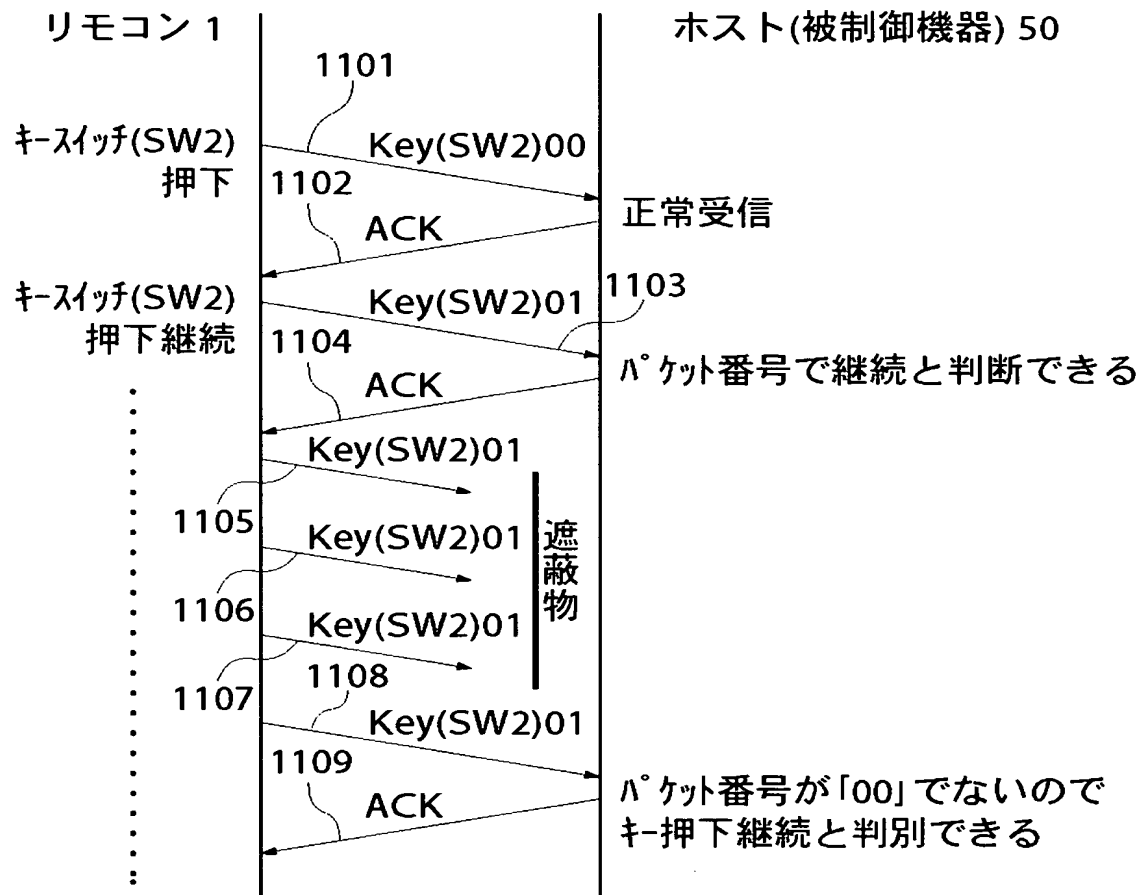 リモコン 1
ホスト(被制御機器) 50
1101
キースイッチ(SW2)
押下
Key(SW2)00
1102
正常受信
ACK
キースイッチ(SW2)
押下継続
Key(SW2)01
1103
1104
パケット番号で継続と判断できる
ACK
Key(SW2)01
1105
遮蔽物
Key(SW2)01
1106
Key(SW2)01
1107
1108
Key(SW2)01
1109
パケット番号が「00」でないので
キー押下継続と判別できる
ACK